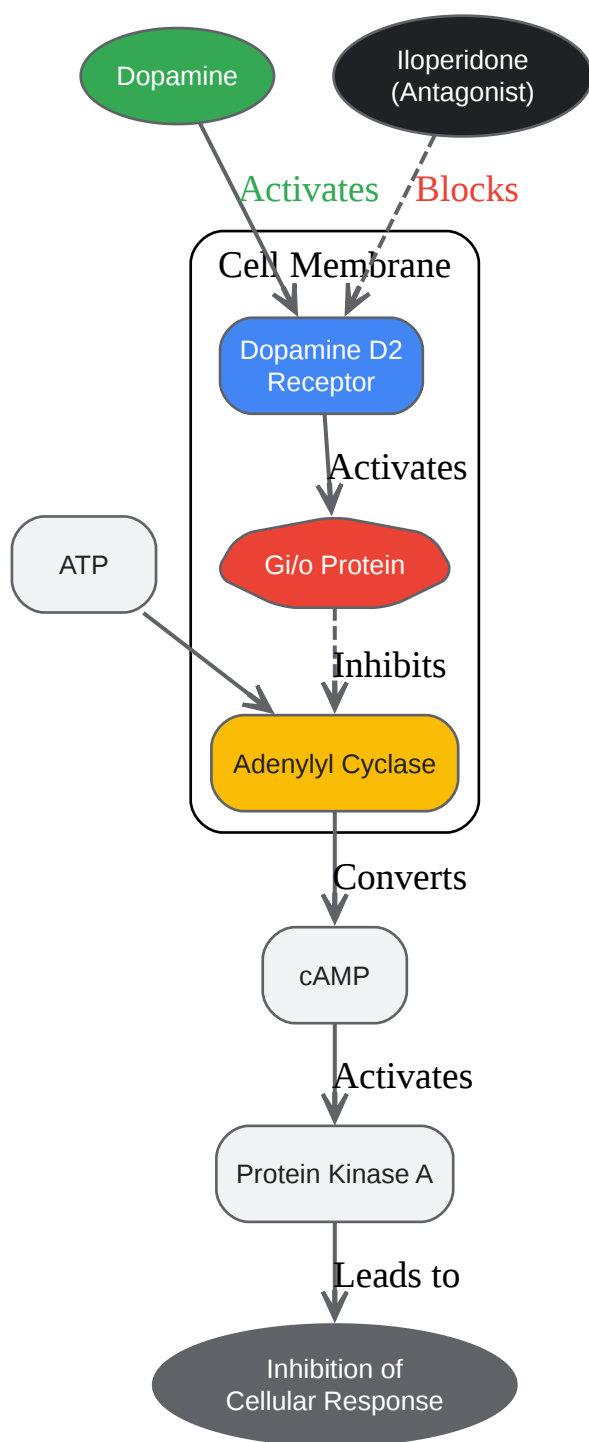 Dopamine
Iloperidone
(Antagonist)
Activates
Blocks
Cell Membrane
Dopamine D2
Receptor
Activates
ATP
Gi/o Protein
Inhibits
Adenylyl Cyclase
Converts
cAMP
Activates
Protein Kinase A
Leads to
Inhibition of
Cellular Response